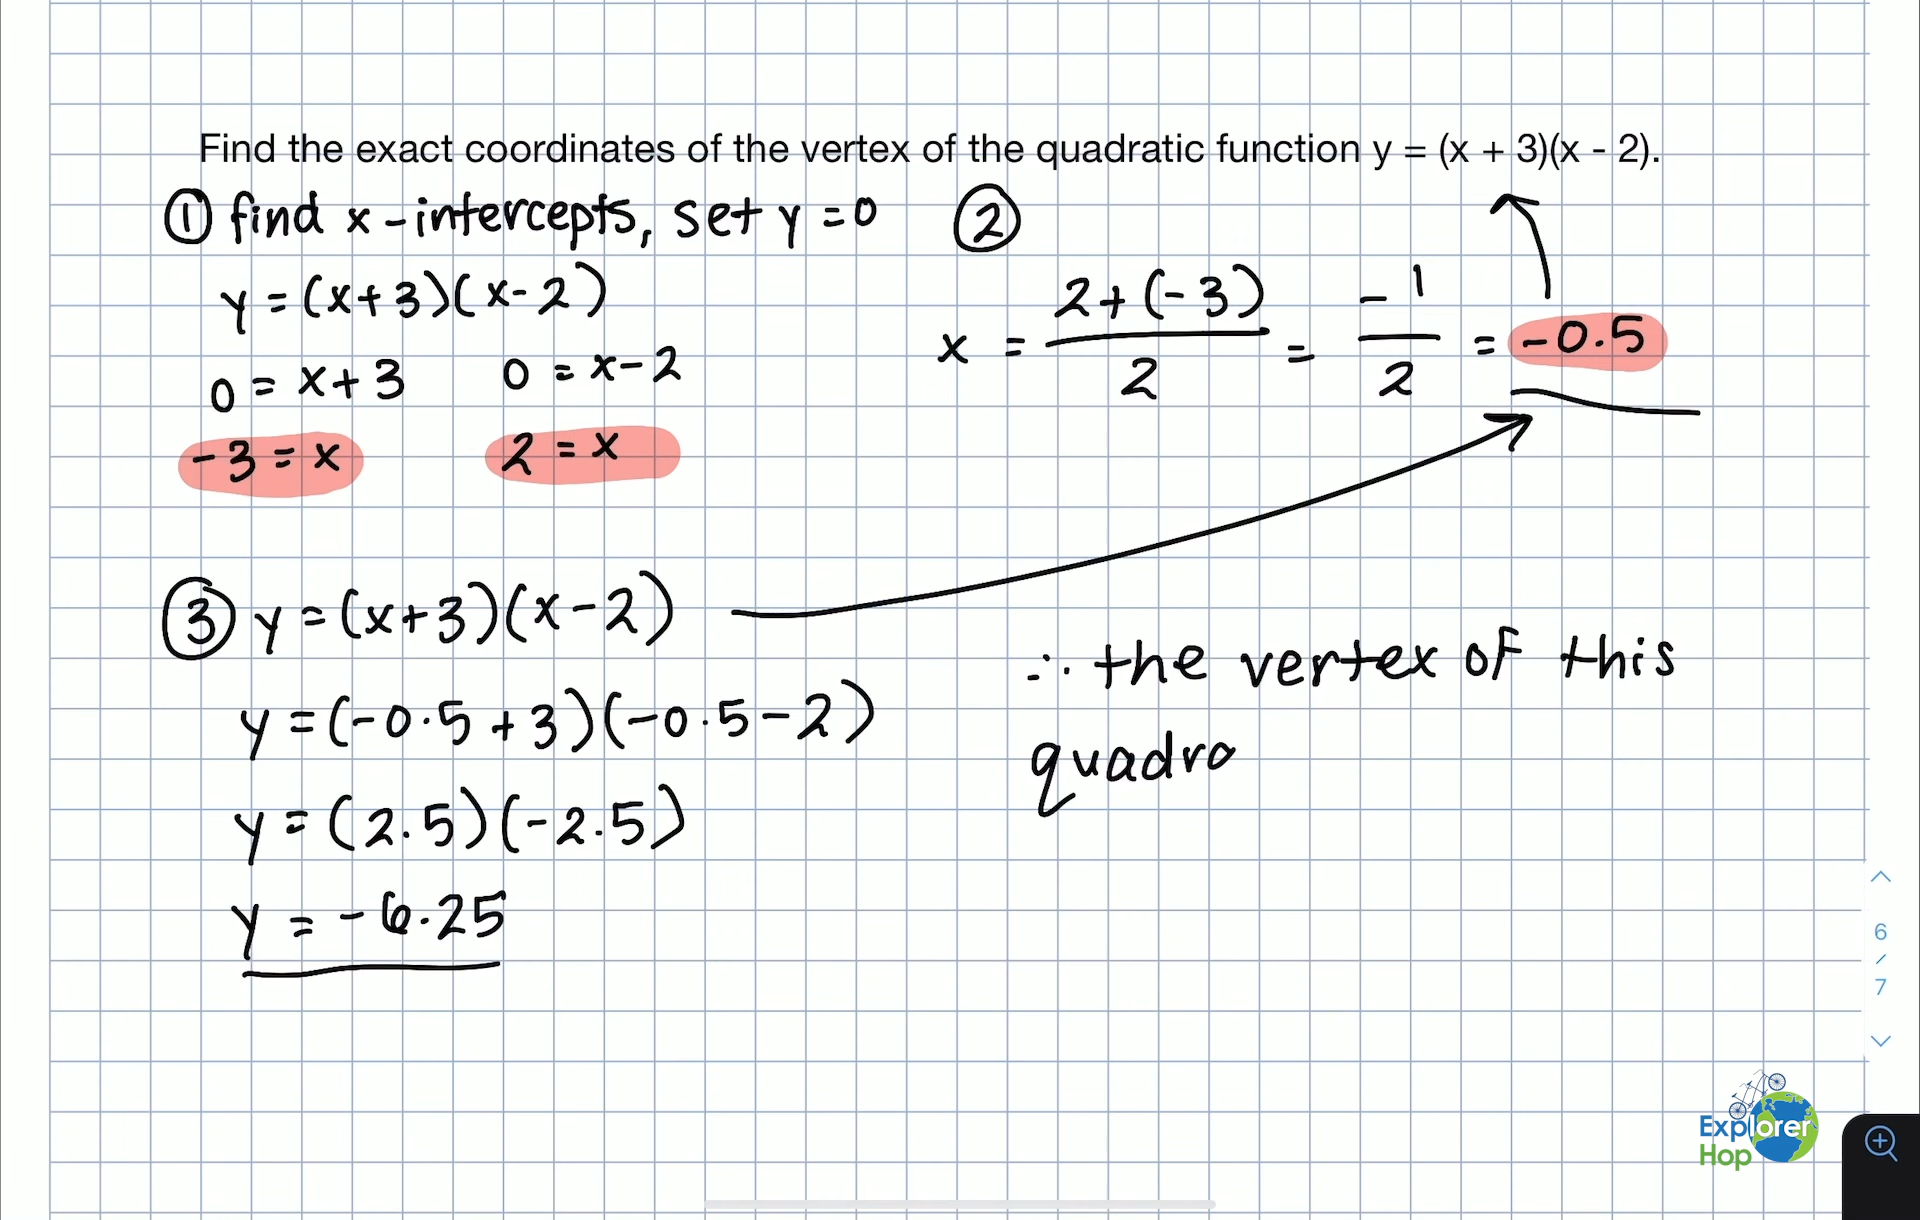 Find the exact coordinates of the vertex of the quadratic function y = (x + 3)(x - 2).
① find x-intercepts, set y = 0
y = (x+3)(x-2)
0 = x+3 0 = x-2
-3 = x 2 = x
②
x = \frac{2+(-3)}{2} = \frac{-1}{2} = -0.5
③ y = (x+3)(x-2)
y = (-0.5+3)(-0.5-2)
y = (2.5)(-2.5)
y = -6.25
∴ the vertex of this
quadra
6
/
7
Explorer
Hop